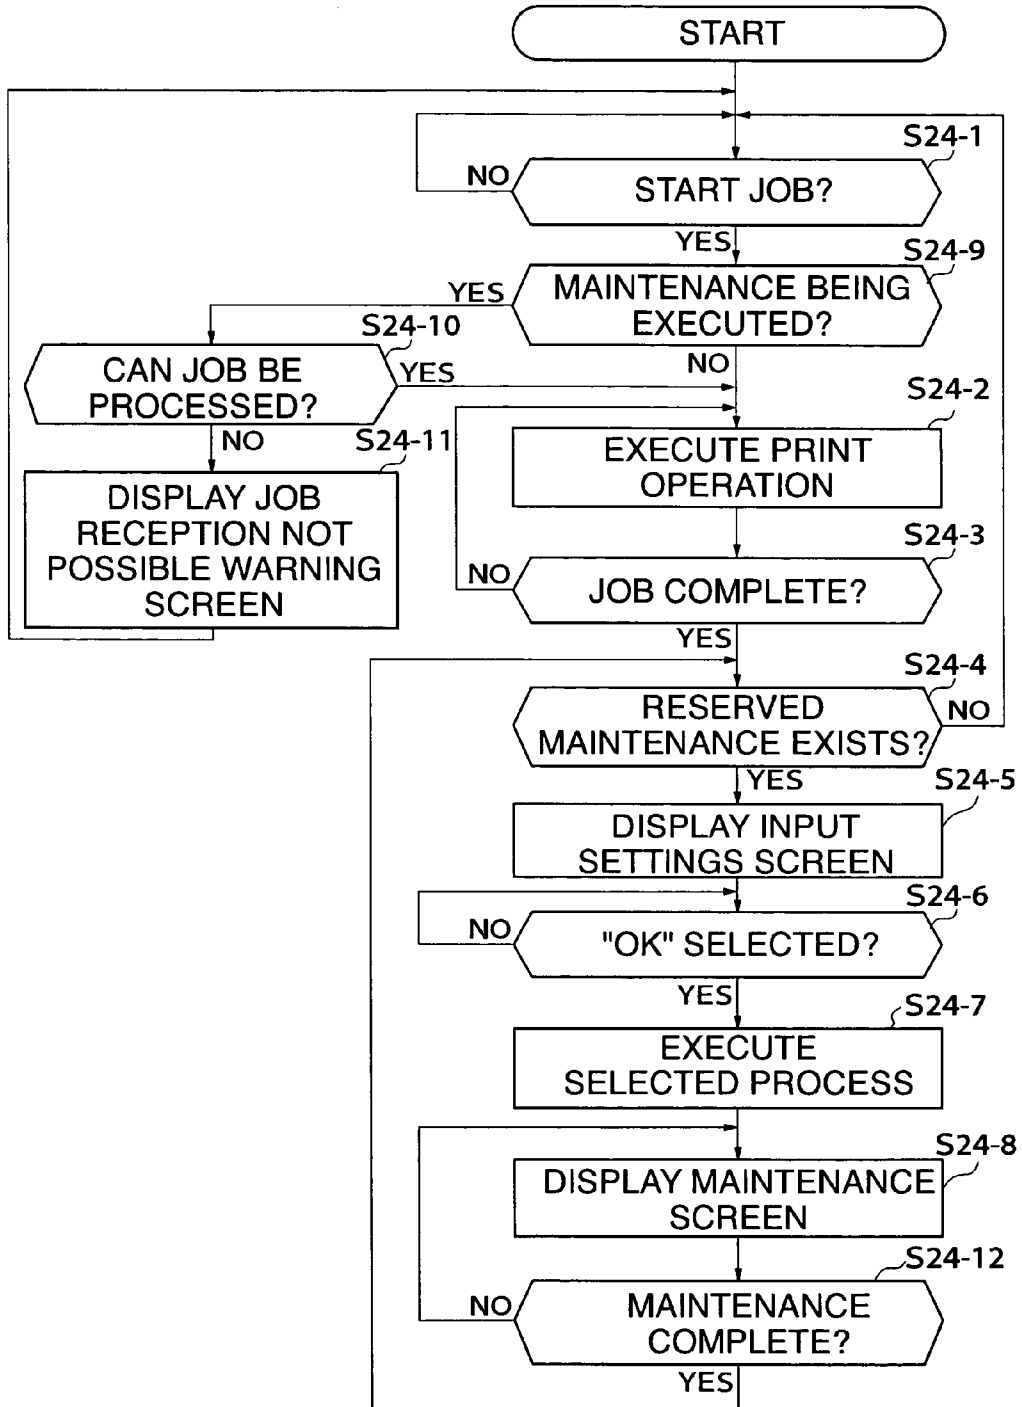 START
S24-1
NO
START JOB?
YES
S24-9
YES
MAINTENANCE BEING
EXECUTED?
S24-10
NO
CAN JOB BE
PROCESSED?
YES
S24-2
NO
S24-11
EXECUTE PRINT
OPERATION
DISPLAY JOB
RECEPTION NOT
POSSIBLE WARNING
SCREEN
S24-3
NO
JOB COMPLETE?
YES
S24-4
RESERVED
MAINTENANCE EXISTS?
NO
YES
S24-5
DISPLAY INPUT
SETTINGS SCREEN
S24-6
NO
"OK" SELECTED?
YES
S24-7
EXECUTE
SELECTED PROCESS
S24-8
DISPLAY MAINTENANCE
SCREEN
S24-12
NO
MAINTENANCE
COMPLETE?
YES